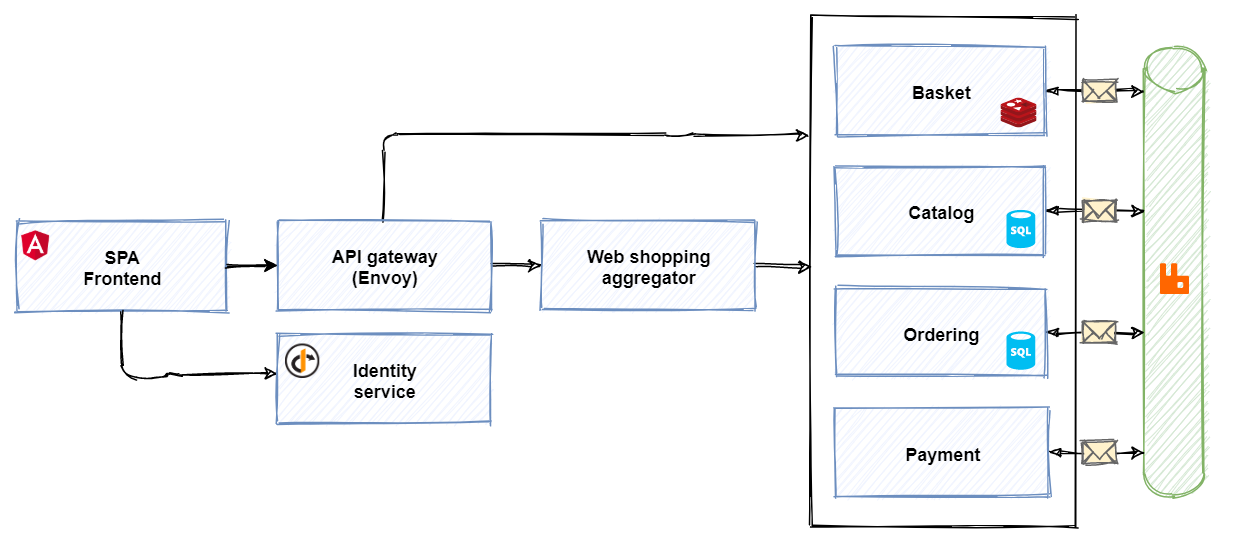 Basket
Catalog
SQL
SPA
Frontend
API gateway
(Envoy)
Web shopping
aggregator
Ordering
SQL
Identity
service
Payment